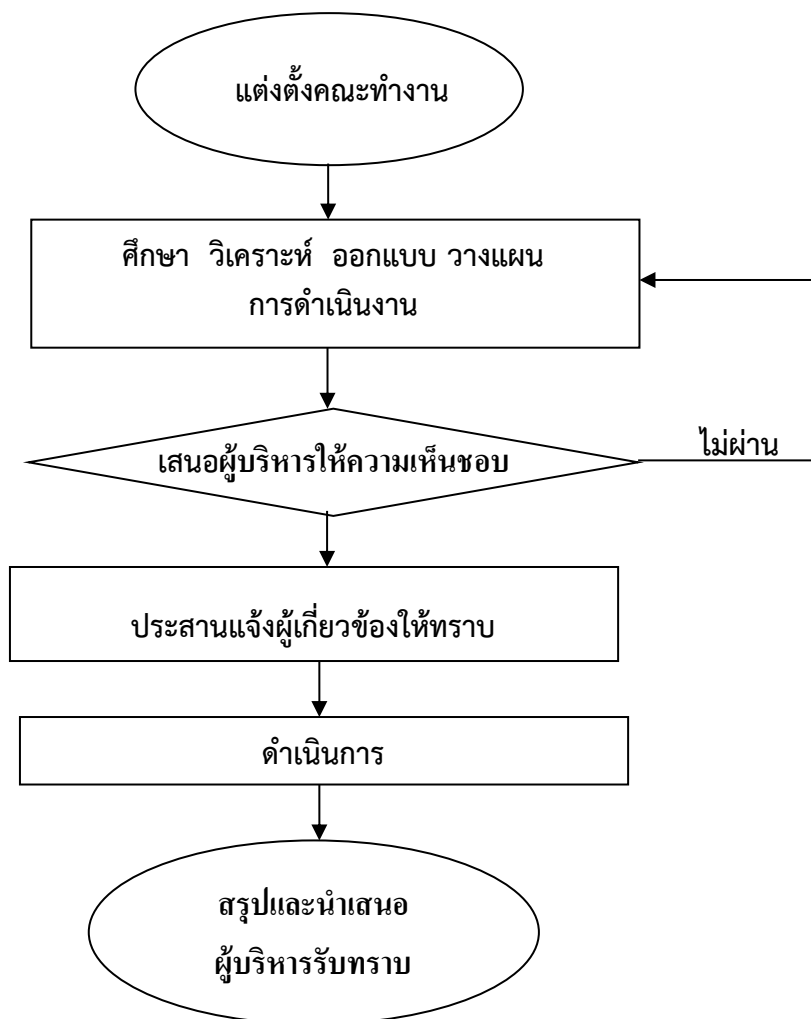 แต่งตั้งคณะทำงาน
ศึกษา วิเคราะห์ ออกแบบ วางแผน
การดำเนินงาน
เสนอผู้บริหารให้ความเห็นชอบ
ไม่ผ่าน
ประสานแจ้งผู้เกี่ยวข้องให้ทราบ
ดำเนินการ
สรุปและนำเสนอ
ผู้บริหารรับทราบ